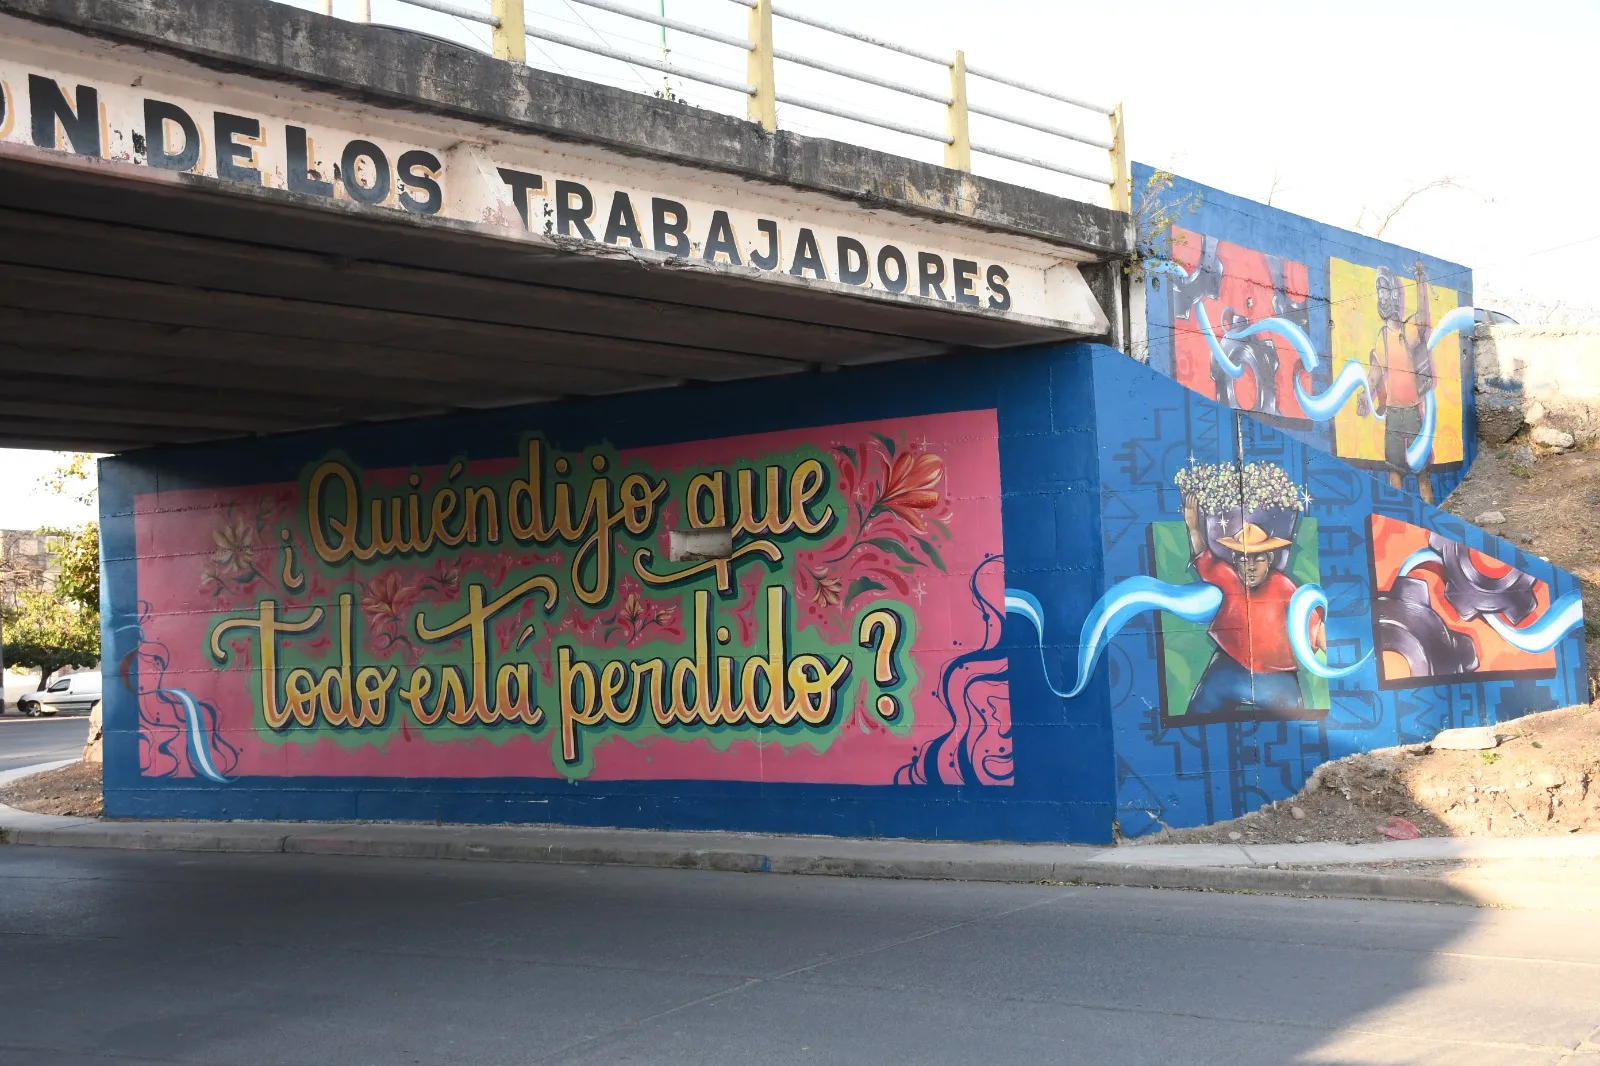 ON DE LOS TRABAJADORES
¿Quién dijo que
todo está perdido?